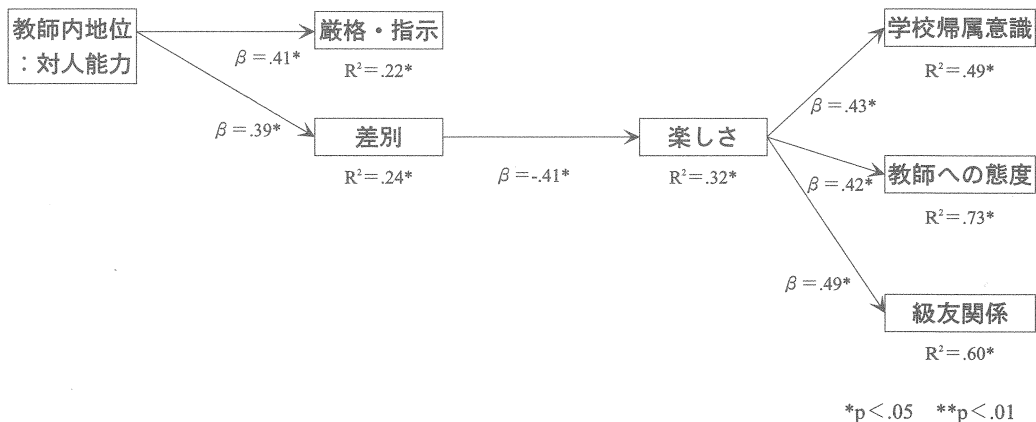 教師内地位
:対人能力
厳格・指示
R²=.22*
β=.41*
β=.39*
差別
R²=.24*
β=-.41*
楽しさ
R²=.32*
学校帰属意識
R²=.49*
β=.43*
教師への態度
β=.42*
R²=.73*
β=.49*
級友関係
R²=.60*
*p<.05 **p<.01